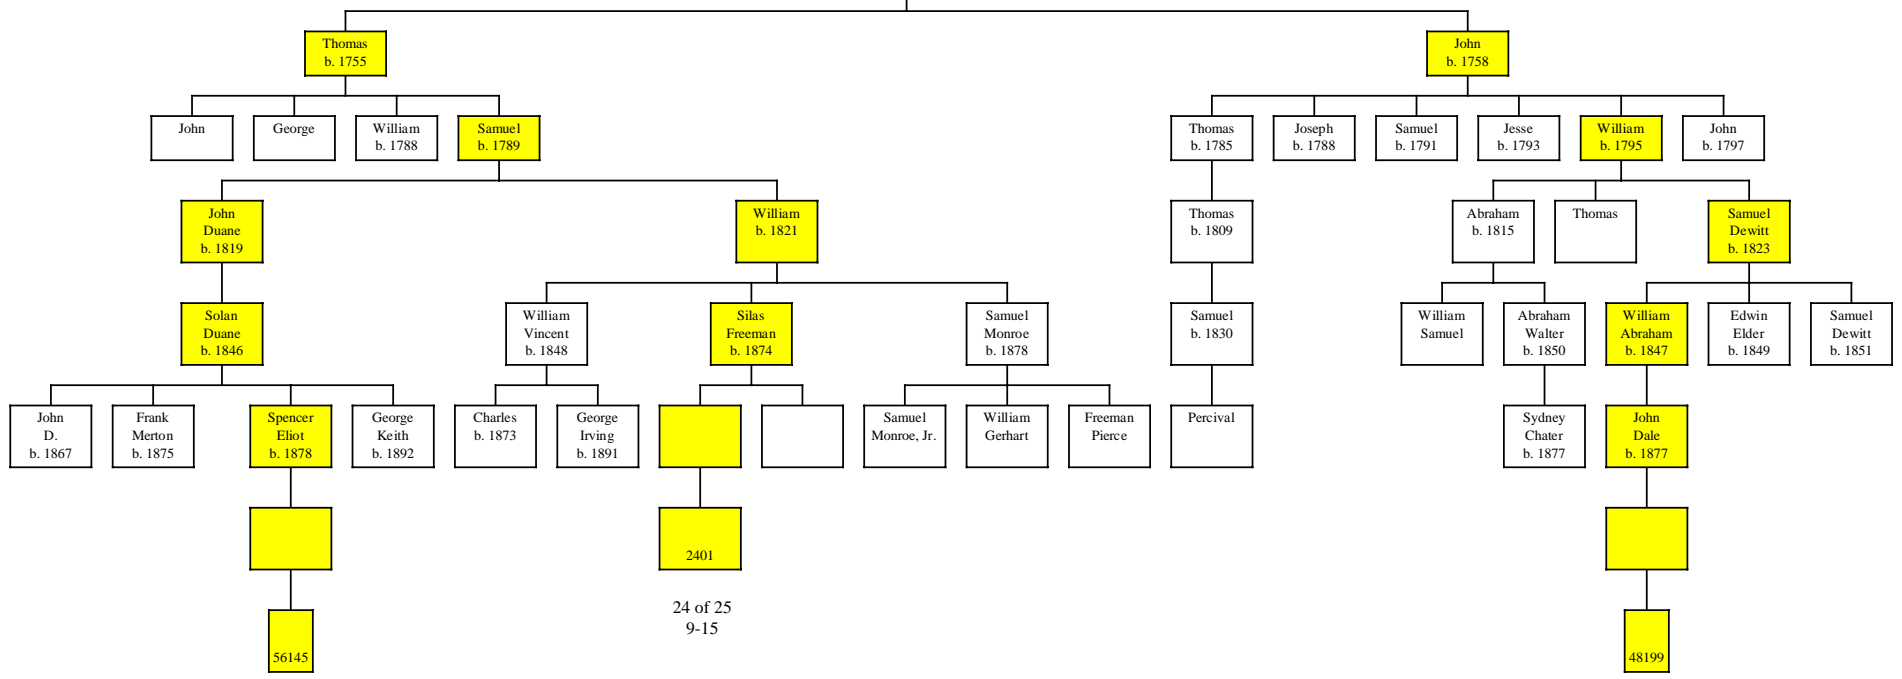 Thomas
b. 1755
John
b. 1758
John
George
William
b. 1788
Samuel
b. 1789
Thomas
b. 1785
Joseph
b. 1788
Samuel
b. 1791
Jesse
b. 1793
William
b. 1795
John
b. 1797
John
Duane
b. 1819
William
b. 1821
Thomas
b. 1809
Abraham
b. 1815
Thomas
Samuel
Dewitt
b. 1823
Solan
Duane
b. 1846
William
Vincent
b. 1848
Silas
Freeman
b. 1874
Samuel
Monroe
b. 1878
Samuel
b. 1830
William
Samuel
Abraham
Walter
b. 1850
William
Abraham
b. 1847
Edwin
Elder
b. 1849
Samuel
Dewitt
b. 1851
John
D.
b. 1867
Frank
Merton
b. 1875
Spencer
Eliot
b. 1878
George
Keith
b. 1892
Charles
b. 1873
George
Irving
b. 1891
Samuel
Monroe, Jr.
William
Gerhart
Freeman
Pierce
Percival
Sydney
Chater
b. 1877
John
Dale
b. 1877
2401
24 of 25
9-15
56145
48199